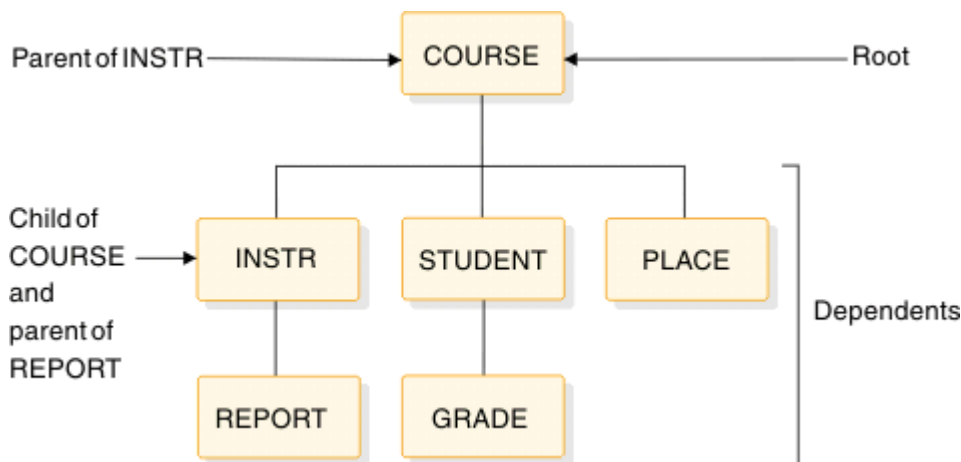 Parent of INSTR
COURSE
Root
Child of
COURSE
and
parent of
REPORT
INSTR
STUDENT
PLACE
Dependents
REPORT
GRADE